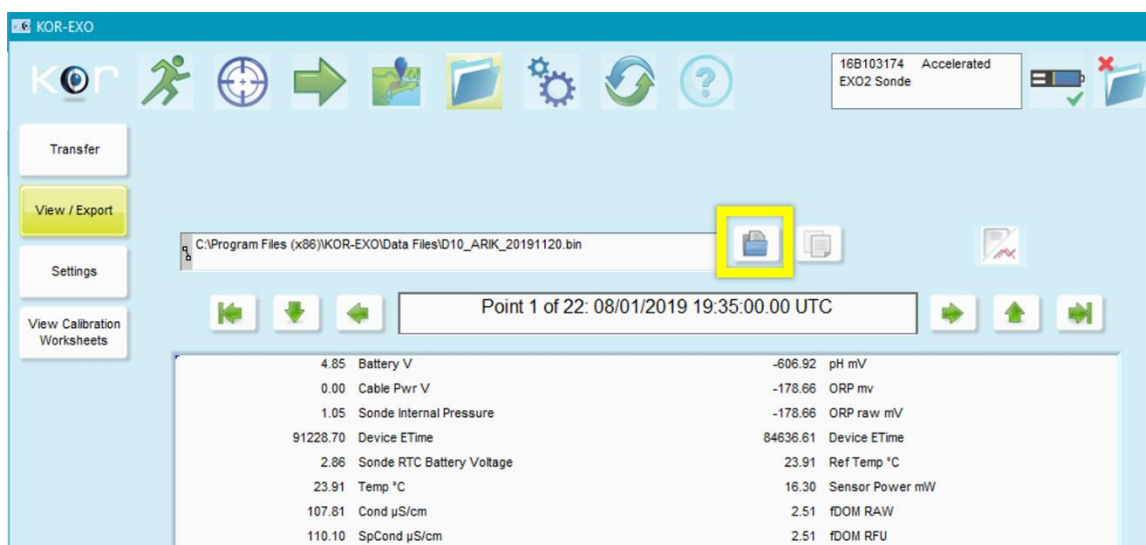 KOR-EXO
Kor
16B103174 Accelerated
EXO2 Sonde
Transfer
View / Export
C:\Program Files (x86)\KOR-EXO\Data Files\D10_ARIK_20191120.bin
Settings
Point 1 of 22: 08/01/2019 19:35:00.00 UTC
View Calibration
Worksheets
4.85 Battery V -606.92 pH mV
0.00 Cable Pwr V -178.66 ORP mv
1.05 Sonde Internal Pressure -178.66 ORP raw mV
91228.70 Device ETime 84636.61 Device ETime
2.86 Sonde RTC Battery Voltage 23.91 Ref Temp °C
23.91 Temp °C 16.30 Sensor Power mW
107.81 Cond µS/cm 2.51 fDOM RAW
110.10 SpCond µS/cm 2.51 fDOM RFU